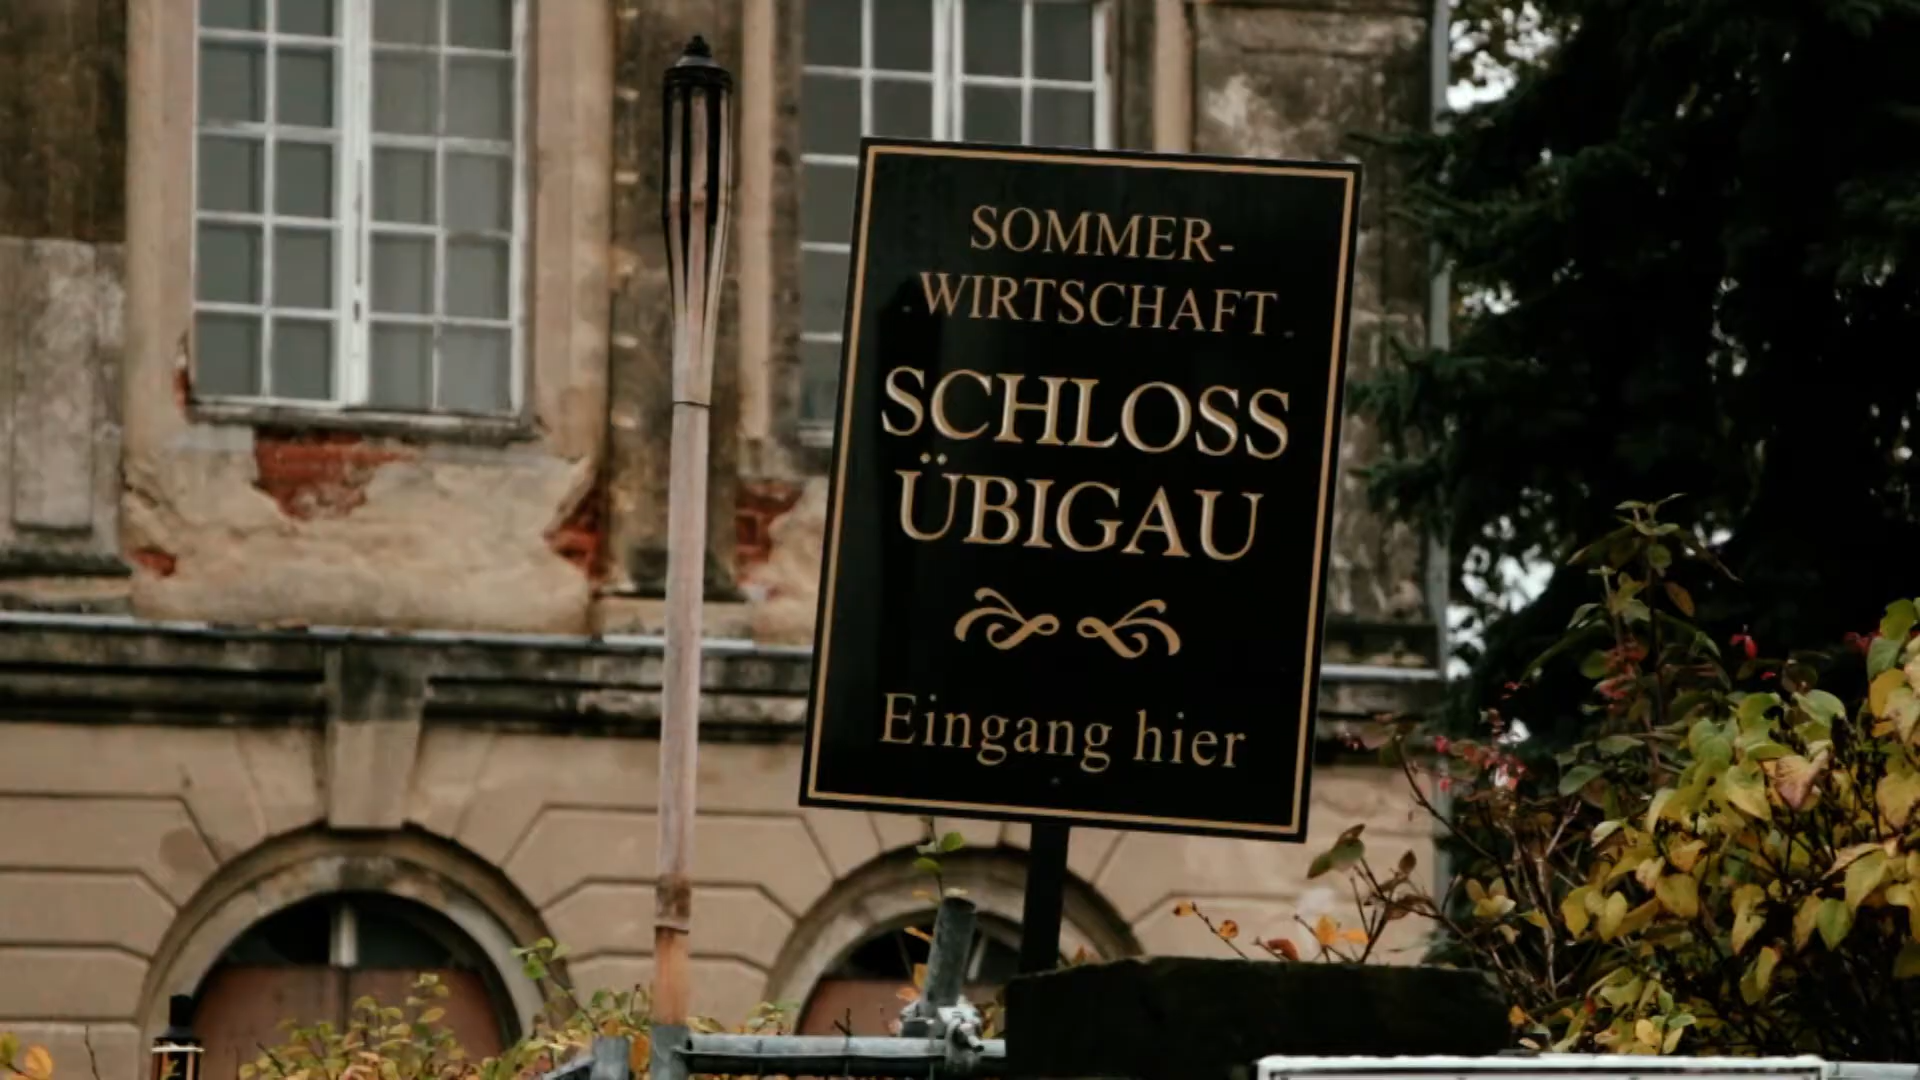 SOMMER-
WIRTSCHAFT
SCHLOSS
ÜBIGAU
Eingang hier